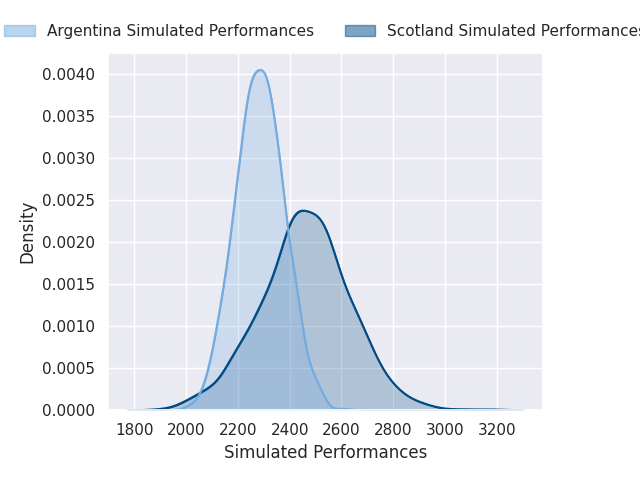 Argentina Simulated Performances
Scotland Simulated Performances
0.0040
0.0035
0.0030
0.0025
0.0020
0.0015
0.0010
0.0005
0.0000
Density
1800 2000 2200 2400 2600 2800 3000 3200
Simulated Performances